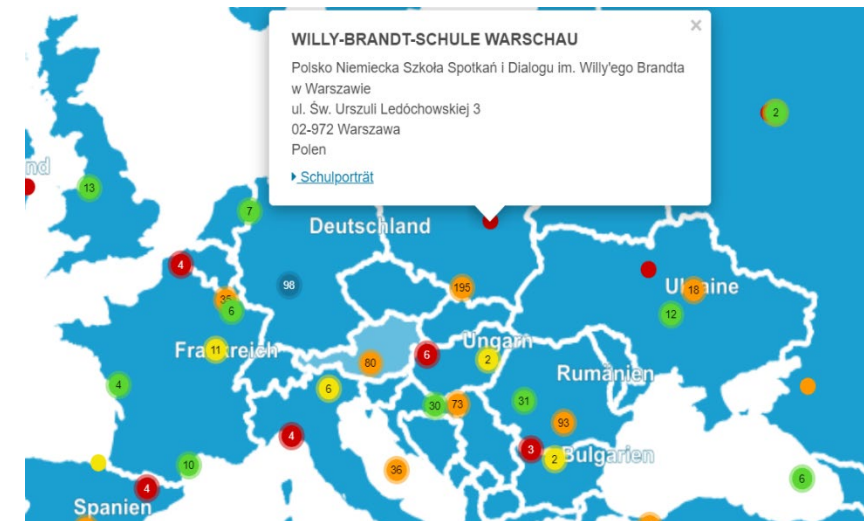 WILLY-BRANDT-SCHULE WARSCHAU
×
Polsko Niemiecka Szkoła Spotkań i Dialogu im. Willy'ego Brandta
w Warszawie
ul. Św. Urszuli Ledóchowskiej 3
02-972 Warszawa
Polen
Schulporträt
2
nd
13
7
Deutschland
4
98
195
Ukraine
18
35
6
12
Frankreich
11
Ungarn
6
2
80
Rumänien
4
6
30
73
31
93
4
3
2
Bulgarien
10
36
6
4
Spanien